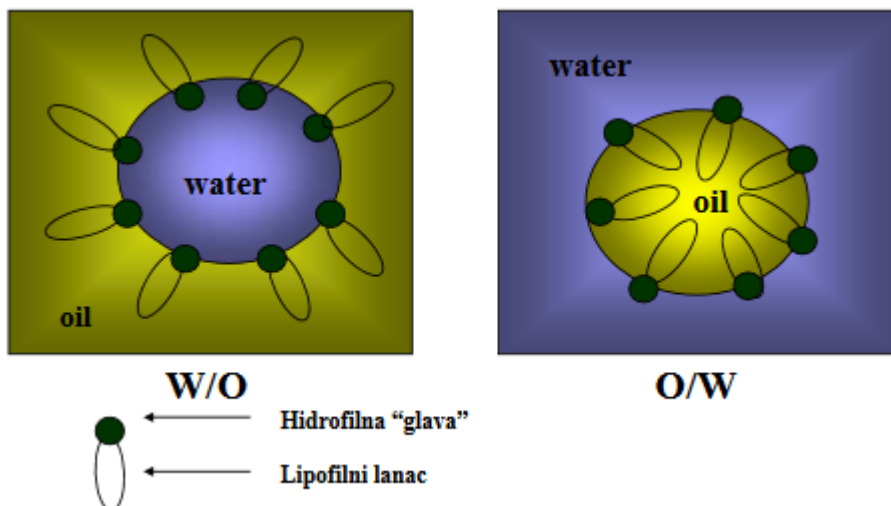 water
water
oil
oil
W/O
O/W
Hidrofilna “glava”
Lipofilni lanac